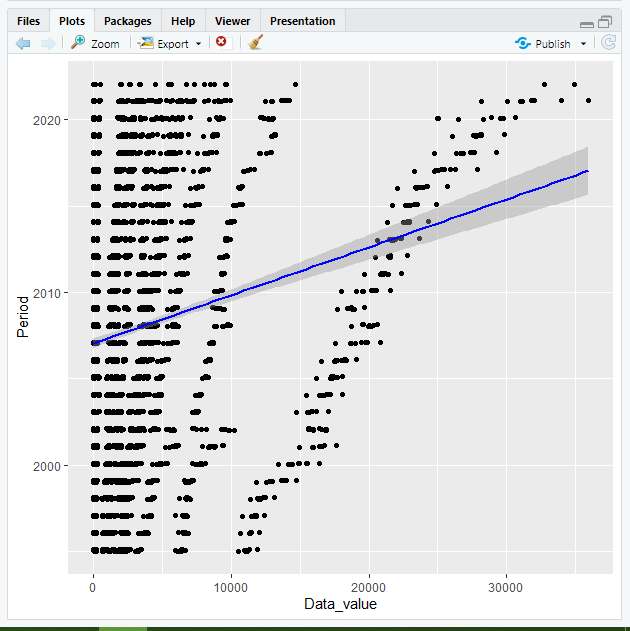 Files Plots Packages Help Viewer Presentation
Zoom Export Publish
2020
2010
2000
Period
0 10000 20000 30000
Data_value